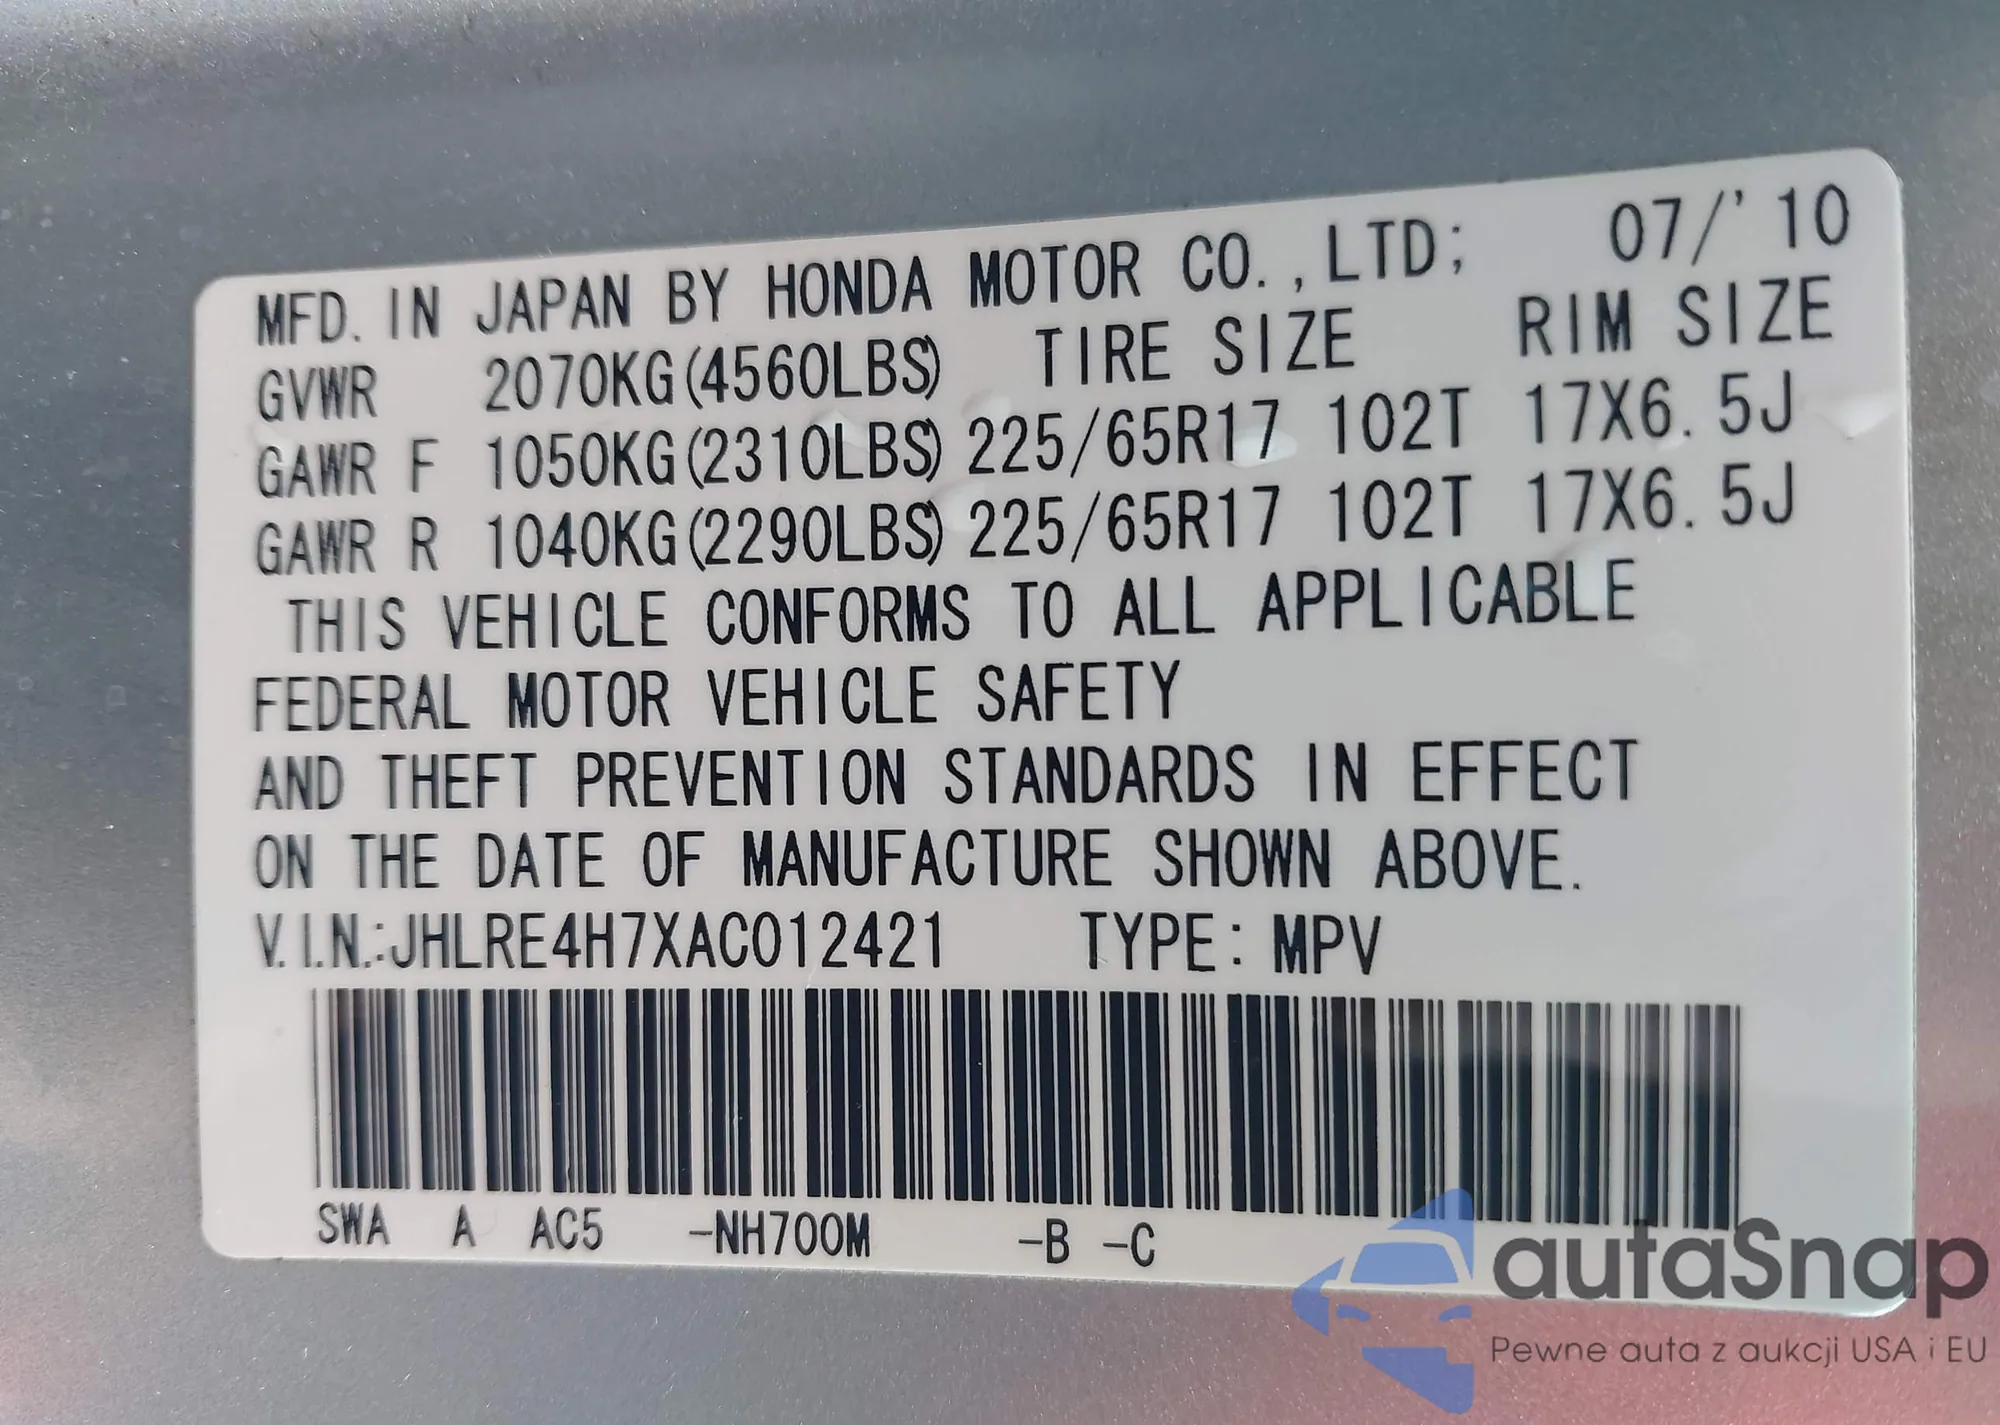 MFD. IN JAPAN BY HONDA MOTOR CO.,LTD; 07/'10
GVWR 2070KG(4560LBS) TIRE SIZE RIM SIZE
GAWR F 1050KG(2310LBS) 225/65R17 102T 17X6.5J
GAWR R 1040KG(2290LBS) 225/65R17 102T 17X6.5J
THIS VEHICLE CONFORMS TO ALL APPLICABLE
FEDERAL MOTOR VEHICLE SAFETY
AND THEFT PREVENTION STANDARDS IN EFFECT
ON THE DATE OF MANUFACTURE SHOWN ABOVE.
V.I.N.:JHLRE4H7XAC012421 TYPE: MPV
SWA A AC5 -NH700M -B -C
autaSnap
Pewne auta z aukcji USA i EU